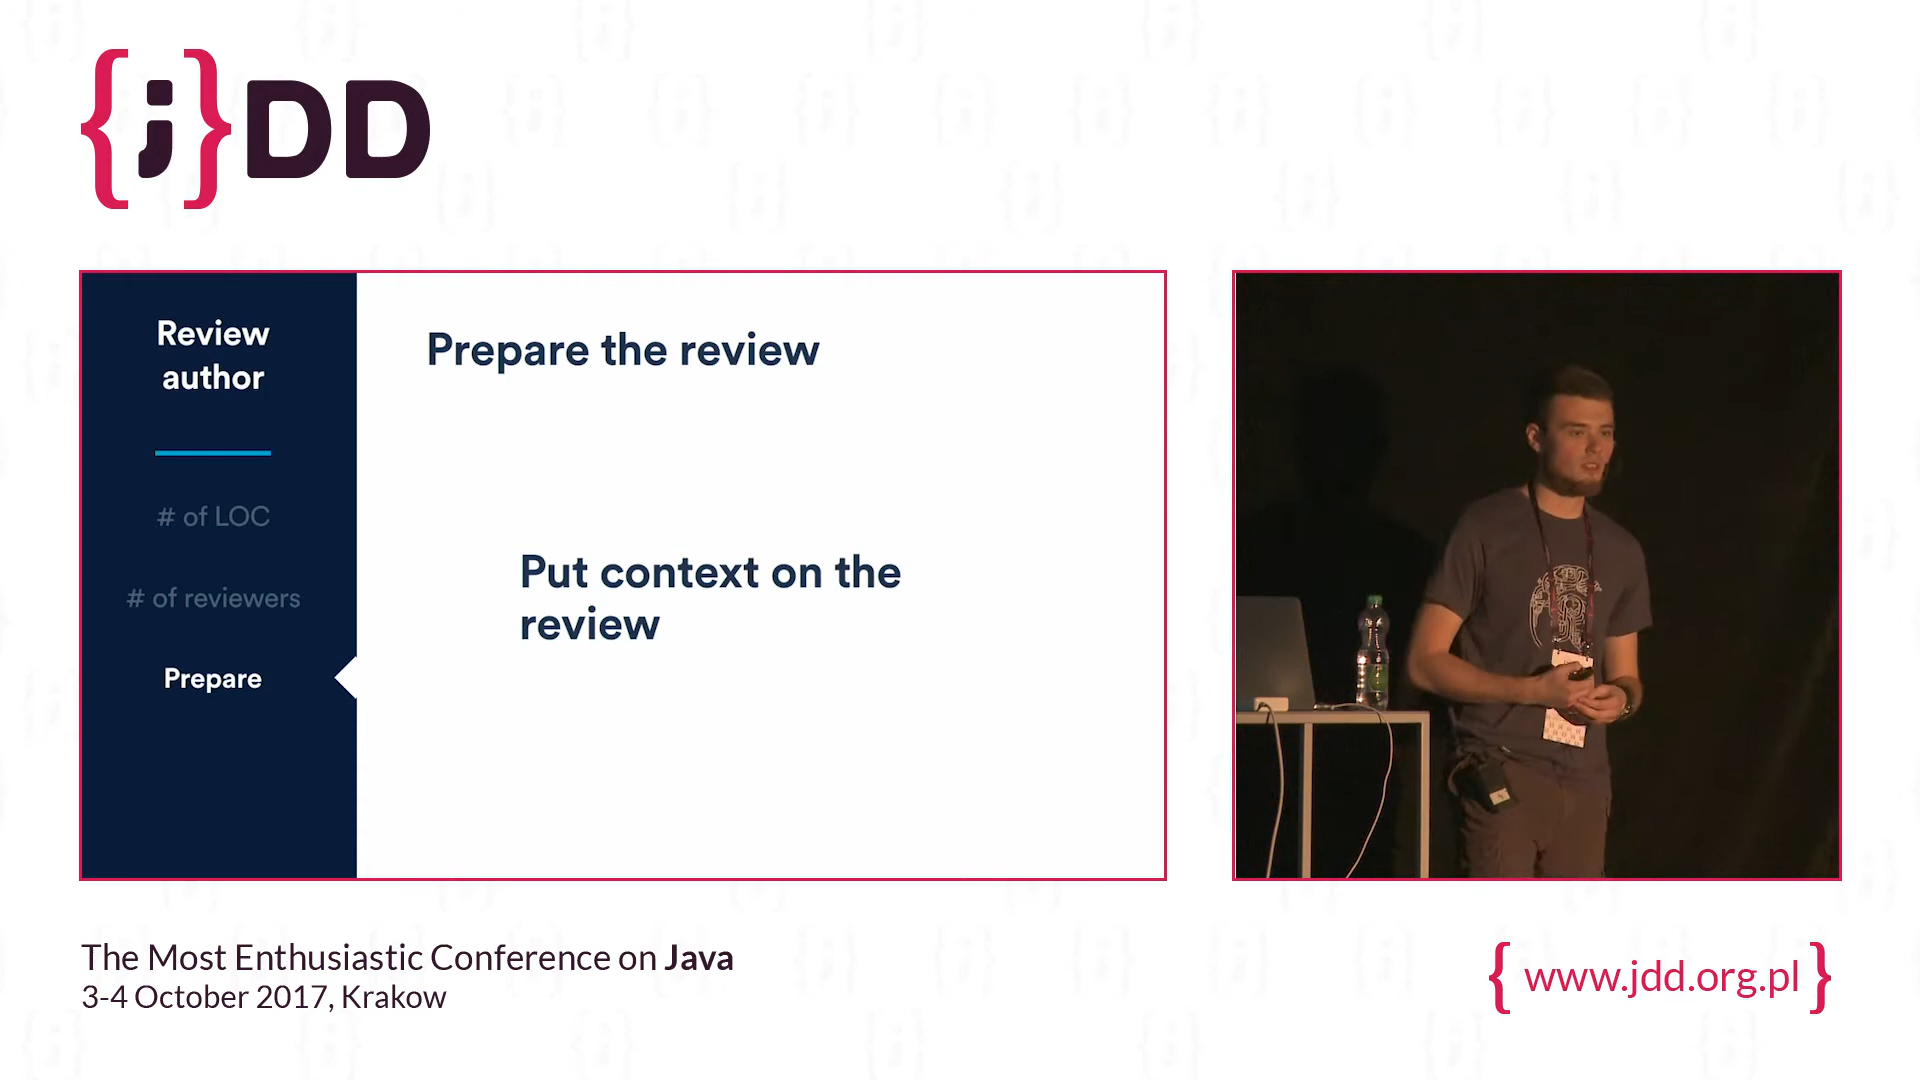 {;}DD
Review
author
# of LOC
# of reviewers
Prepare
Prepare the review
Put context on the
review
The Most Enthusiastic Conference on Java
3-4 October 2017, Krakow
{ www.jdd.org.pl }